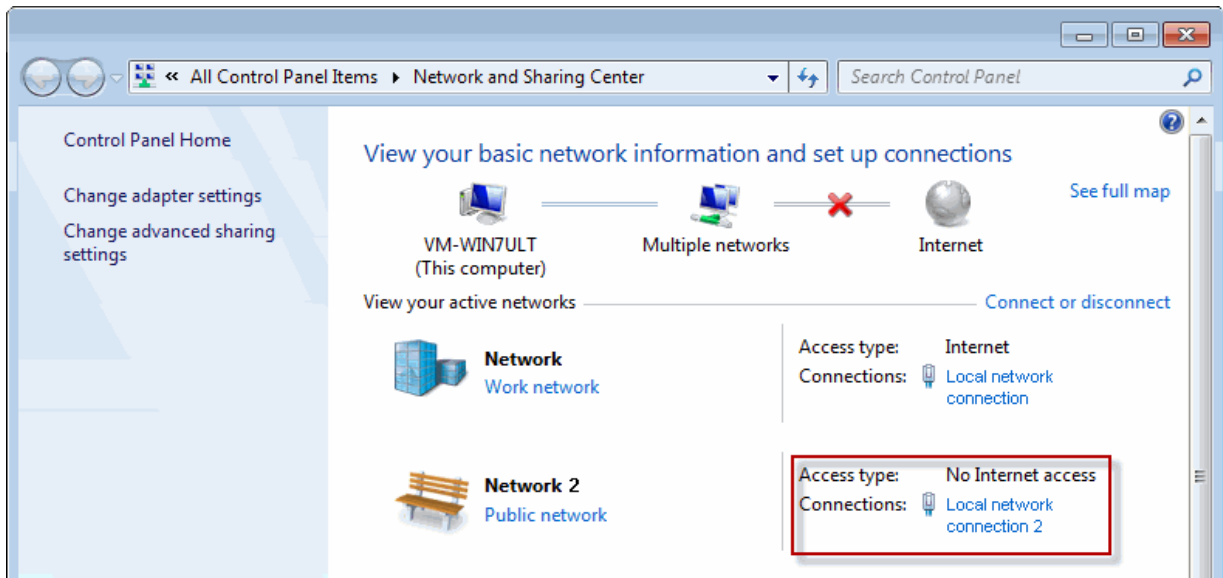 « All Control Panel Items ▸ Network and Sharing Center
Search Control Panel
Control Panel Home
Change adapter settings
Change advanced sharing
settings
View your basic network information and set up connections
See full map
VM-WIN7ULT
(This computer)
Multiple networks
Internet
View your active networks
Connect or disconnect
Network
Work network
Access type: Internet
Connections: Local network
connection
Network 2
Public network
Access type: No Internet access
Connections: Local network
connection 2